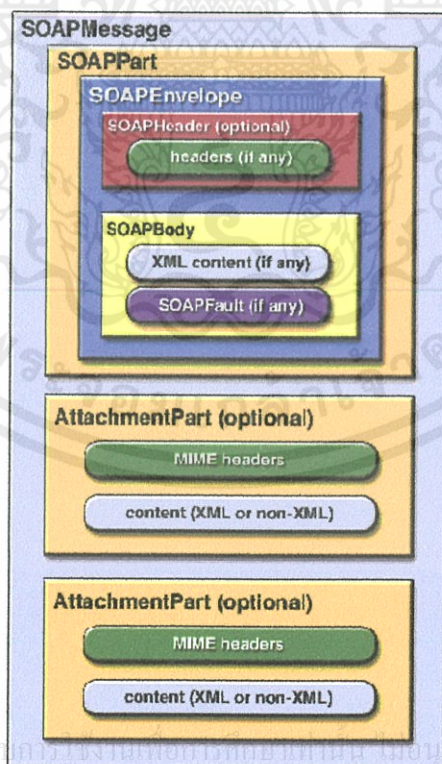 SOAPMessage
SOAPPart
SOAPEnvelope
SOAPHeader (optional)
headers (if any)
SOAPBody
XML content (if any)
SOAPFault (if any)
AttachmentPart (optional)
MIME headers
content (XML or non-XML)
AttachmentPart (optional)
MIME headers
content (XML or non-XML)